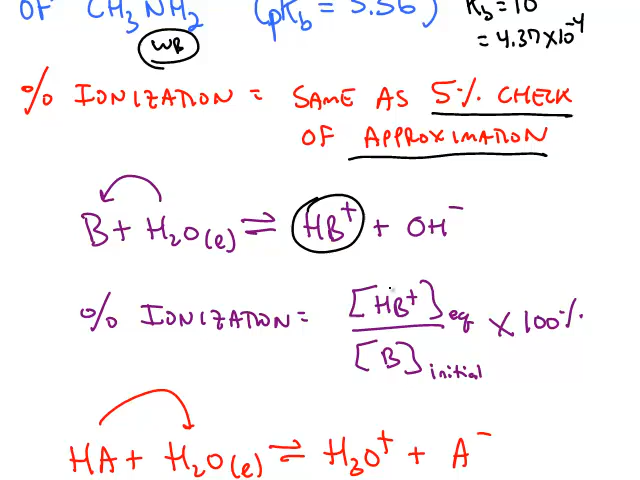 OF CH₃NH₂ (pKb = 3.36) Kb = 10
WB = 4.37×10⁻⁴
% IONIZATION = SAME AS 5% CHECK
OF APPROXIMATION
B + H₂O(l) ⇌ HB⁺ + OH⁻
% IONIZATION = [HB⁺]eq / [B]initial × 100%
HA + H₂O(l) ⇌ H₃O⁺ + A⁻